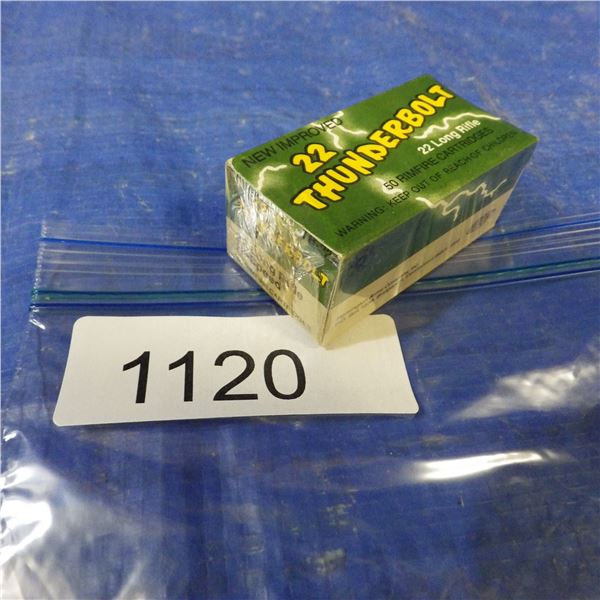 NEW IMPROVED
22
THUNDERBOLT
22 Long Rifle
50 RIMFIRE CARTRIDGES
WARNING: KEEP OUT OF REACH OF CHILDREN
1120